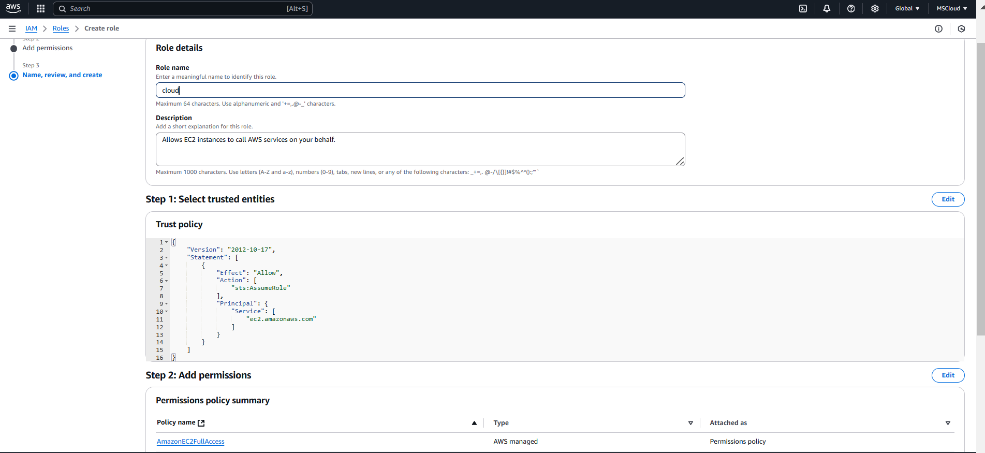 aws
Search
[Alt+S]
Global ▼
MSCloud ▼
IAM > Roles > Create role
Add permissions
Step 3
Name, review, and create
Role details
Role name
Enter a meaningful name to identify this role.
cloud
Maximum 64 characters. Use alphanumeric and '+=,.@-_' characters.
Description
Add a short explanation for this role.
Allows EC2 instances to call AWS services on your behalf.
Maximum 1000 characters. Use letters (A-Z and a-z), numbers (0-9), tabs, new lines, or any of the following characters:
Step 1: Select trusted entities
Edit
Trust policy
1 {
2 "Version": "2012-10-17",
3 "Statement": [
4 {
5 "Effect": "Allow",
6 "Action": [
7 "sts:AssumeRole"
8 ],
9 "Principal": {
10 "Service": [
11 "ec2.amazonaws.com"
12 ]
13 }
14 }
15 ]
16 }
Step 2: Add permissions
Edit
Permissions policy summary
Policy name
Type
Attached as
AmazonEC2FullAccess
AWS managed
Permissions policy